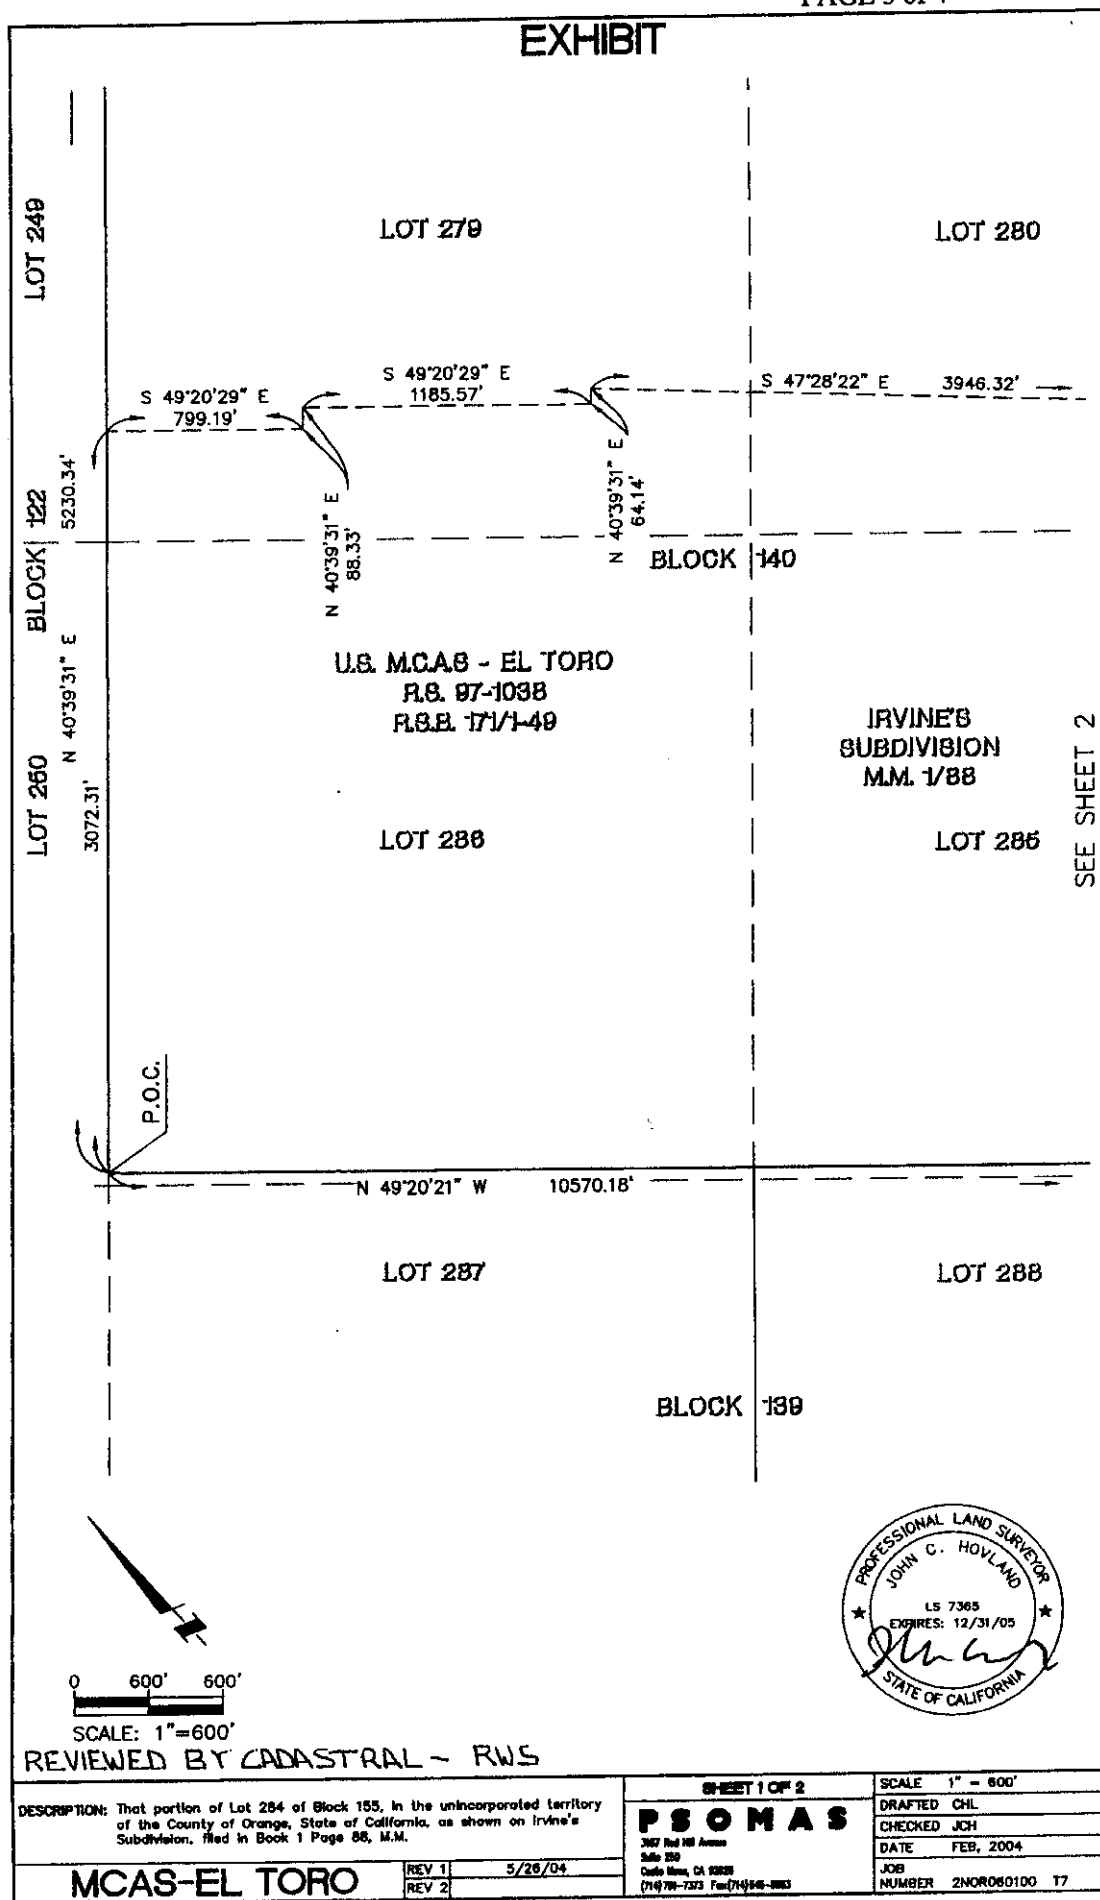 EXHIBIT
LOT 249
LOT 279
LOT 280
S 49°20'29" E
799.19'
S 49°20'29" E
1185.57'
S 47°28'22" E 3946.32'
5230.34'
N 40°39'31" E
88.33'
N 40°39'31" E
64.14'
BLOCK 122
BLOCK 140
N 40°39'31" E
U.S. M.C.A.S - EL TORO
R.S. 97-1038
R.S.B. 171/1-49
IRVINE'S
SUBDIVISION
M.M. 1/88
SEE SHEET 2
LOT 260
3072.31'
LOT 286
LOT 285
P.O.C.
N 49°20'21" W 10570.18'
LOT 287
LOT 288
BLOCK 139
PROFESSIONAL LAND SURVEYOR
JOHN C. HOVLAND
LS 7365
EXPIRES: 12/31/05
STATE OF CALIFORNIA
0 600' 600'
SCALE: 1"=600'
REVIEWED BY CADASTRAL - RWS
DESCRIPTION: That portion of Lot 284 of Block 155, in the unincorporated territory
of the County of Orange, State of California, as shown on Irvine's
Subdivision, filed in Book 1 Page 88, M.M.
MCAS-EL TORO
REV 1 5/26/04
REV 2
SHEET 1 OF 2
PSOMAS
Costa Mesa, CA
SCALE 1" = 600'
DRAFTED CHL
CHECKED JCH
DATE FEB, 2004
JOB
NUMBER 2NOR060100 T7